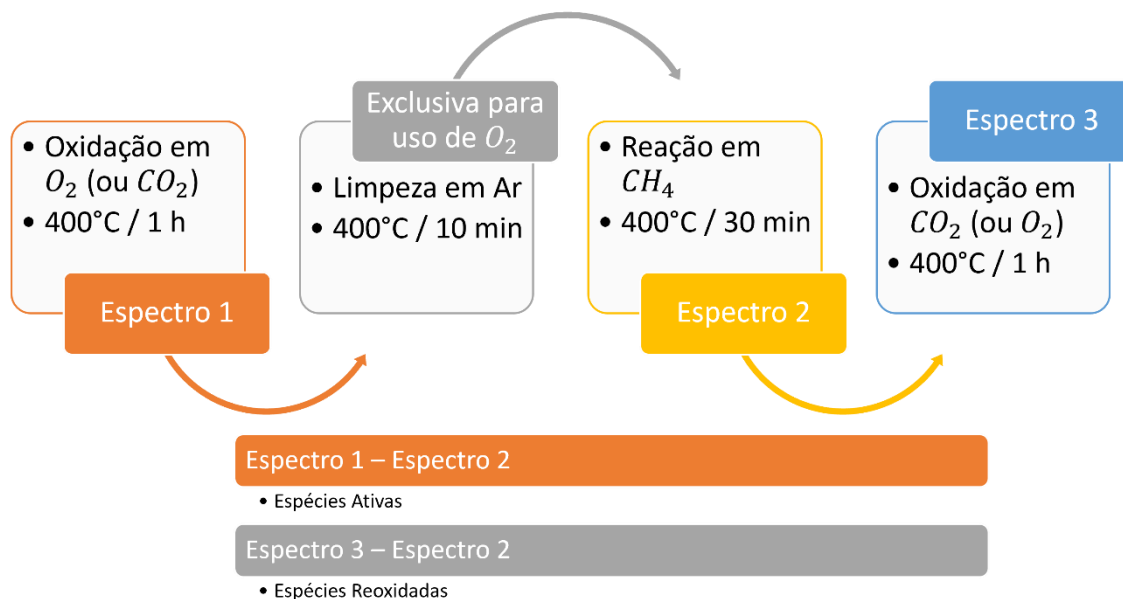 • Oxidação em
O₂ (ou CO₂)
• 400°C / 1 h
Espectro 1
Exclusiva para
uso de O₂
• Limpeza em Ar
• 400°C / 10 min
• Reação em
CH₄
• 400°C / 30 min
Espectro 2
Espectro 3
• Oxidação em
CO₂ (ou O₂)
• 400°C / 1 h
Espectro 1 – Espectro 2
• Espécies Ativas
Espectro 3 – Espectro 2
• Espécies Reoxidadas